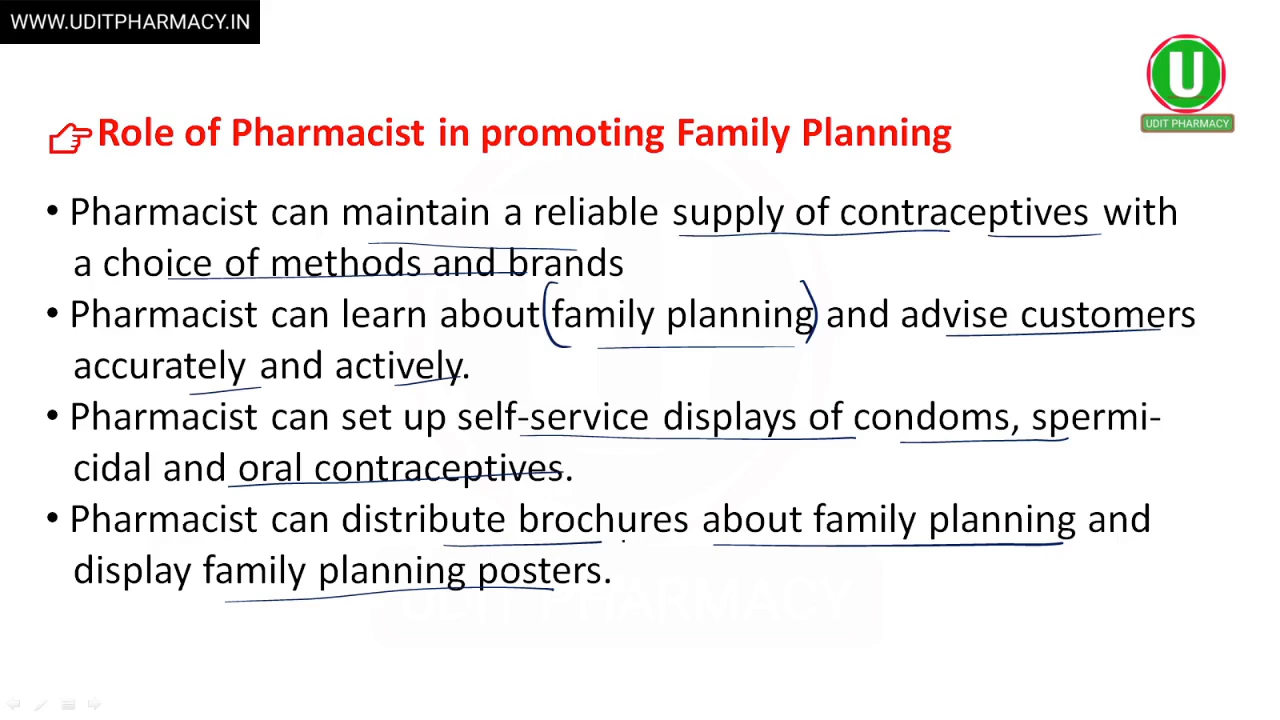 WWW.UDITPHARMACY.IN
U
UDIT PHARMACY
Role of Pharmacist in promoting Family Planning
• Pharmacist can maintain a reliable supply of contraceptives with
a choice of methods and brands
• Pharmacist can learn about (family planning) and advise customers
accurately and actively.
• Pharmacist can set up self-service displays of condoms, spermi-
cidal and oral contraceptives.
• Pharmacist can distribute brochures about family planning and
display family planning posters.
UDIT PHARMACY